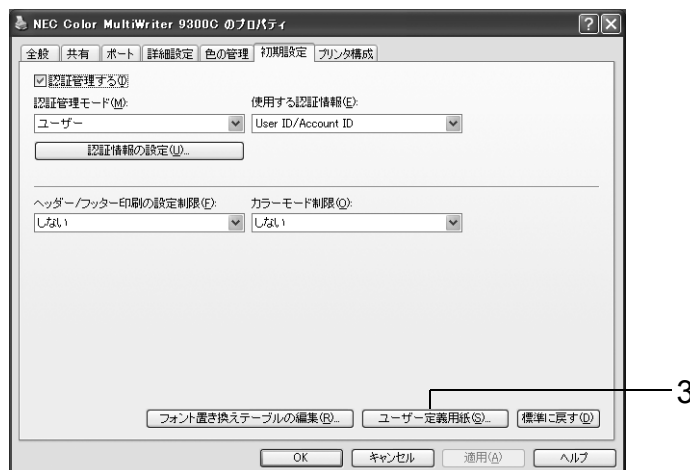 NEC Color MultiWriter 9300C のプロパティ
全般 共有 ポート 詳細設定 色の管理 初期設定 プリンタ構成
認証管理する(I)
認証管理モード(M): 使用する認証情報(E):
ユーザー User ID/Account ID
認証情報の設定(U)...
ヘッダー/フッター印刷の設定制限(F): カラーモード制限(O):
しない しない
3
フォント置き換えテーブルの編集(R)... ユーザー定義用紙(S)... 標準に戻す(D)
OK キャンセル 適用(A) ヘルプ